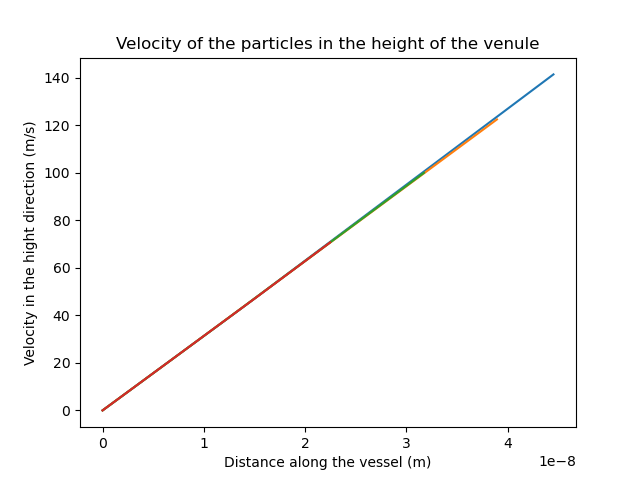 Velocity of the particles in the height of the venule
Velocity in the hight direction (m/s)
140
120
100
80
60
40
20
0
0 1 2 3 4
1e−8
Distance along the vessel (m)